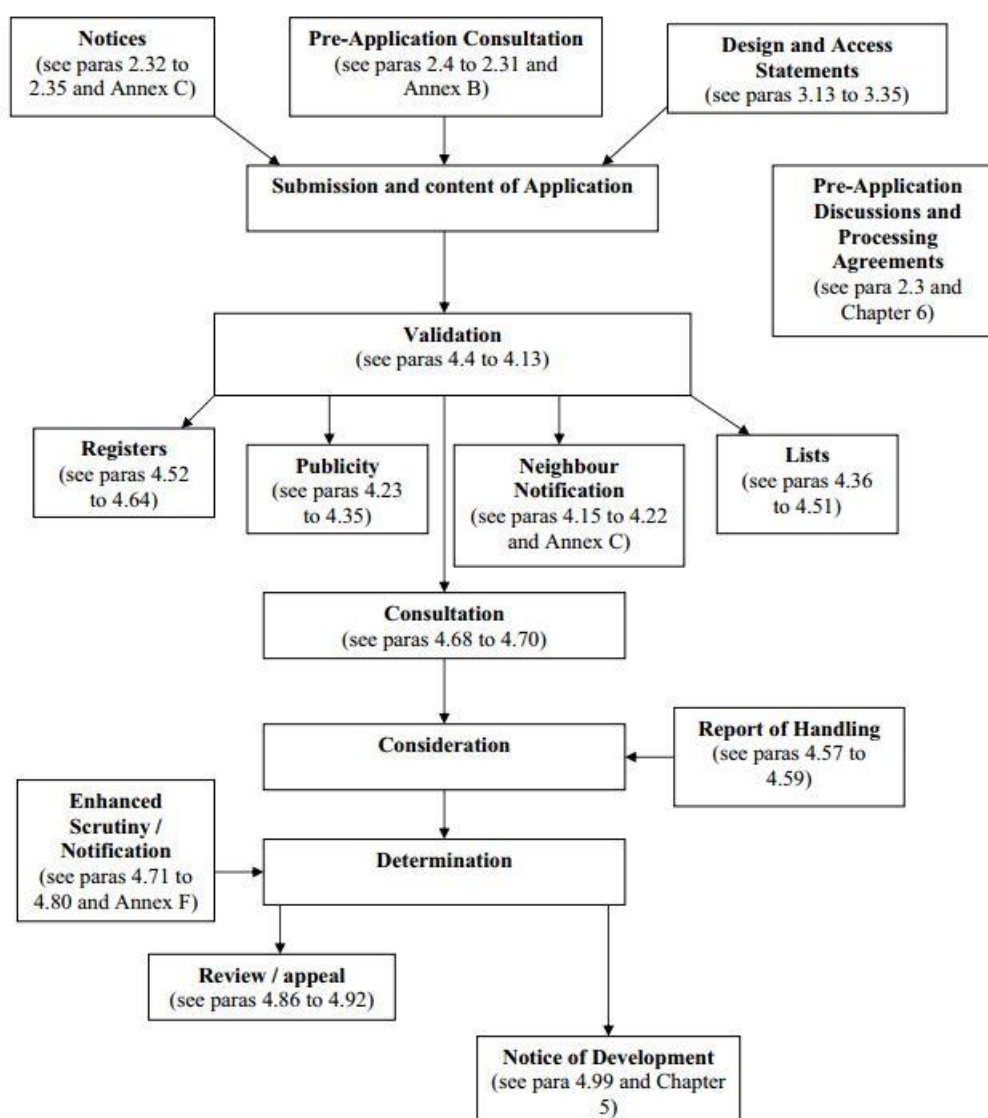 Notices
(see paras 2.32 to
2.35 and Annex C)
Pre-Application Consultation
(see paras 2.4 to 2.31 and
Annex B)
Design and Access
Statements
(see paras 3.13 to 3.35)
Submission and content of Application
Pre-Application
Discussions and
Processing
Agreements
(see para 2.3 and
Chapter 6)
Validation
(see paras 4.4 to 4.13)
Registers
(see paras 4.52
to 4.64)
Publicity
(see paras 4.23
to 4.35)
Neighbour
Notification
(see paras 4.15 to 4.22
and Annex C)
Lists
(see paras 4.36
to 4.51)
Consultation
(see paras 4.68 to 4.70)
Consideration
Report of Handling
(see paras 4.57 to
4.59)
Enhanced
Scrutiny /
Notification
(see paras 4.71 to
4.80 and Annex F)
Determination
Review / appeal
(see paras 4.86 to 4.92)
Notice of Development
(see para 4.99 and Chapter
5)